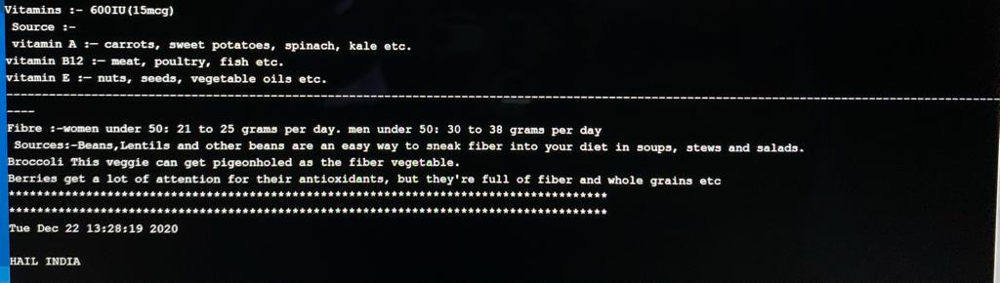 Vitamins :- 600IU(15mcg)
Source :-
vitamin A :— carrots, sweet potatoes, spinach, kale etc.
vitamin B12 :— meat, poultry, fish etc.
vitamin E :— nuts, seeds, vegetable oils etc.
--------------------------------------------------------------------------------------------------------------------
----
Fibre :-women under 50: 21 to 25 grams per day. men under 50: 30 to 38 grams per day
Sources:-Beans,Lentils and other beans are an easy way to sneak fiber into your diet in soups, stews and salads.
Broccoli This veggie can get pigeonholed as the fiber vegetable.
Berries get a lot of attention for their antioxidants, but they're full of fiber and whole grains etc
*************************************************************************************
*************************************************************************************
Tue Dec 22 13:28:19 2020
HAIL INDIA